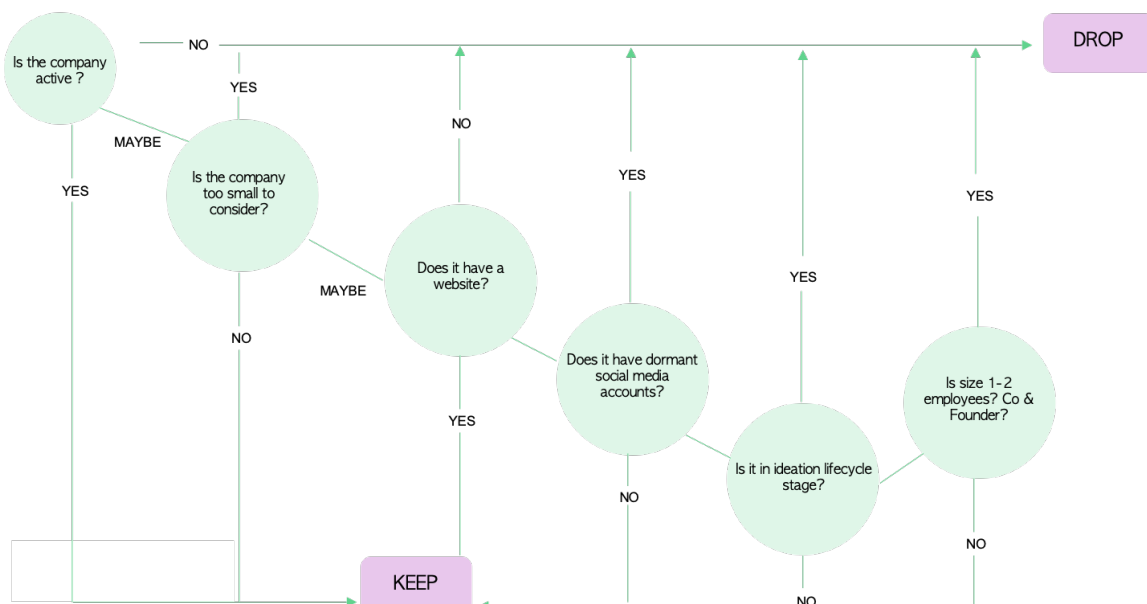 Is the company
active ?
NO
DROP
YES
MAYBE
YES
Is the company
too small to
consider?
NO
MAYBE
NO
Does it have a
website?
YES
YES
Does it have dormant
social media
accounts?
NO
YES
Is it in ideation lifecycle
stage?
NO
YES
Is size 1-2
employees? Co &
Founder?
NO
KEEP